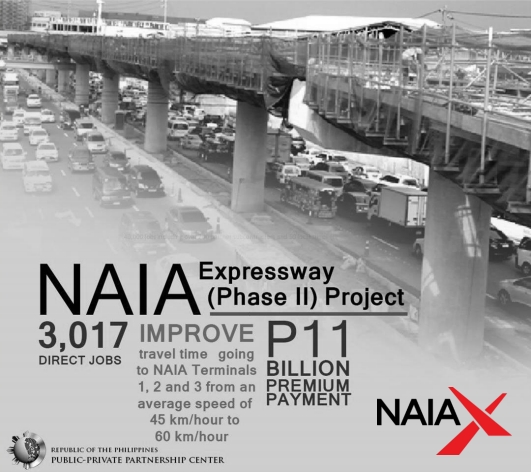 NAIA Expressway
(Phase II) Project
3,017
DIRECT JOBS
IMPROVE
travel time going
to NAIA Terminals
1, 2 and 3 from an
average speed of
45 km/hour to
60 km/hour
P11
BILLION
PREMIUM
PAYMENT
NAIAX
REPUBLIC OF THE PHILIPPINES
PUBLIC-PRIVATE PARTNERSHIP CENTER